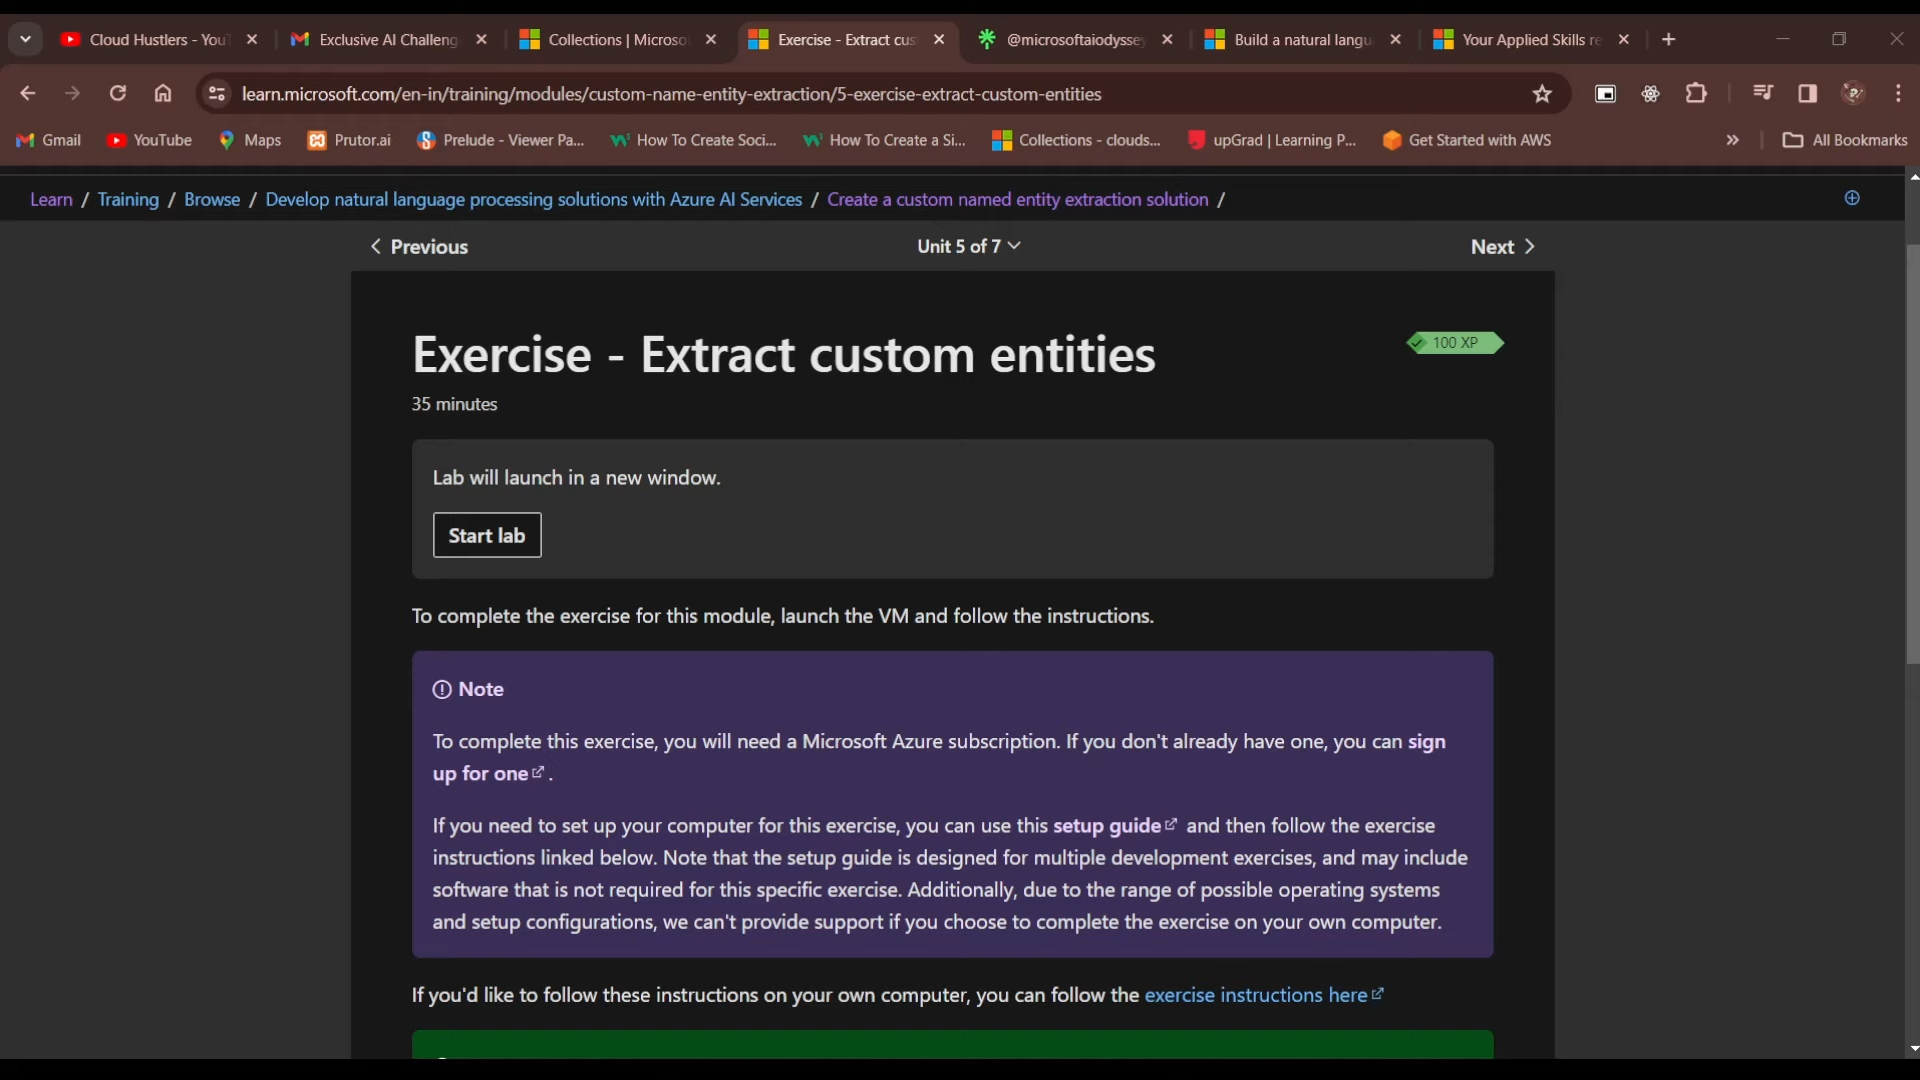 Cloud Hustlers - YouT
Exclusive AI Challeng
Collections | Microso
Exercise - Extract cus
@microsoftaiodyssey
Build a natural langua
Your Applied Skills re
learn.microsoft.com/en-in/training/modules/custom-name-entity-extraction/5-exercise-extract-custom-entities
Gmail
YouTube
Maps
Prutor.ai
Prelude - Viewer Pa...
How To Create Soci...
How To Create a Si...
Collections - clouds...
upGrad | Learning P...
Get Started with AWS
»
All Bookmarks
Learn / Training / Browse / Develop natural language processing solutions with Azure AI Services / Create a custom named entity extraction solution /
Previous
Unit 5 of 7
Next
Exercise - Extract custom entities
100 XP
35 minutes
Lab will launch in a new window.
Start lab
To complete the exercise for this module, launch the VM and follow the instructions.
Note
To complete this exercise, you will need a Microsoft Azure subscription. If you don't already have one, you can sign
up for one .
If you need to set up your computer for this exercise, you can use this setup guide and then follow the exercise
instructions linked below. Note that the setup guide is designed for multiple development exercises, and may include
software that is not required for this specific exercise. Additionally, due to the range of possible operating systems
and setup configurations, we can't provide support if you choose to complete the exercise on your own computer.
If you'd like to follow these instructions on your own computer, you can follow the exercise instructions here